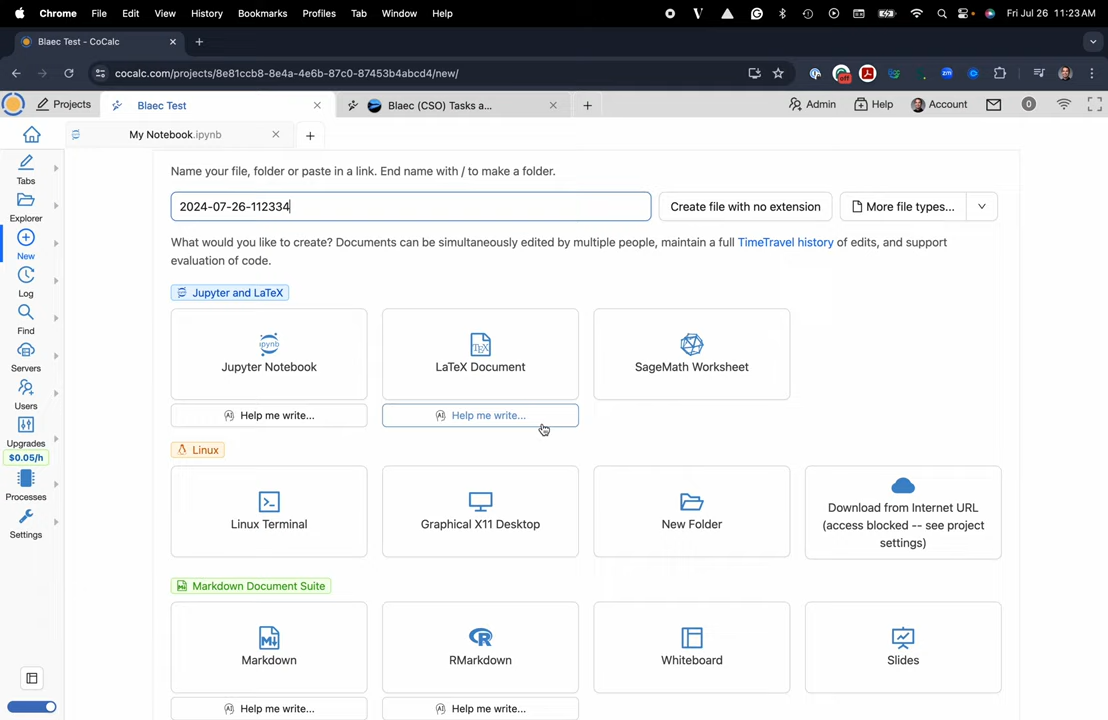 Chrome File Edit View History Bookmarks Profiles Tab Window Help Fri Jul 26 11:23 AM
Blaec Test - CoCalc
cocalc.com/projects/8e81ccb8-8e4a-4e6b-87c0-87453b4abcd4/new/
Projects Blaec Test Blaec (CSO) Tasks a... Admin Help Account 0
My Notebook.ipynb
Tabs
Explorer
New
Log
Find
Servers
Users
Upgrades
$0.05/h
Processes
Settings
Name your file, folder or paste in a link. End name with / to make a folder.
2024-07-26-112334 Create file with no extension More file types...
What would you like to create? Documents can be simultaneously edited by multiple people, maintain a full TimeTravel history of edits, and support
evaluation of code.
Jupyter and LaTeX
Jupyter Notebook LaTeX Document SageMath Worksheet
Help me write... Help me write...
Linux
Linux Terminal Graphical X11 Desktop New Folder
Download from Internet URL
(access blocked -- see project
settings)
Markdown Document Suite
Markdown RMarkdown Whiteboard Slides
Help me write... Help me write...